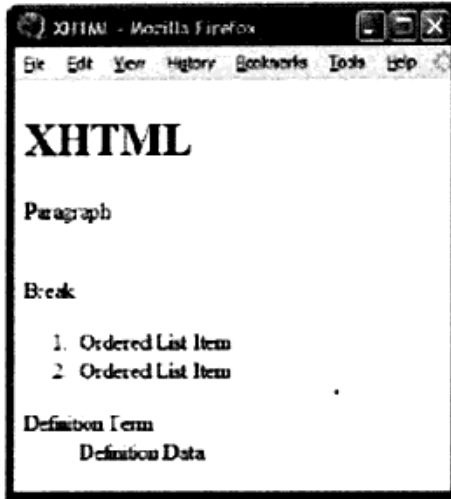 XHTML - Mozilla Firefox
File Edit View History Bookmarks Tools Help
XHTML
Paragraph
Break
1. Ordered List Item
2. Ordered List Item
Definition Term
Definition Data